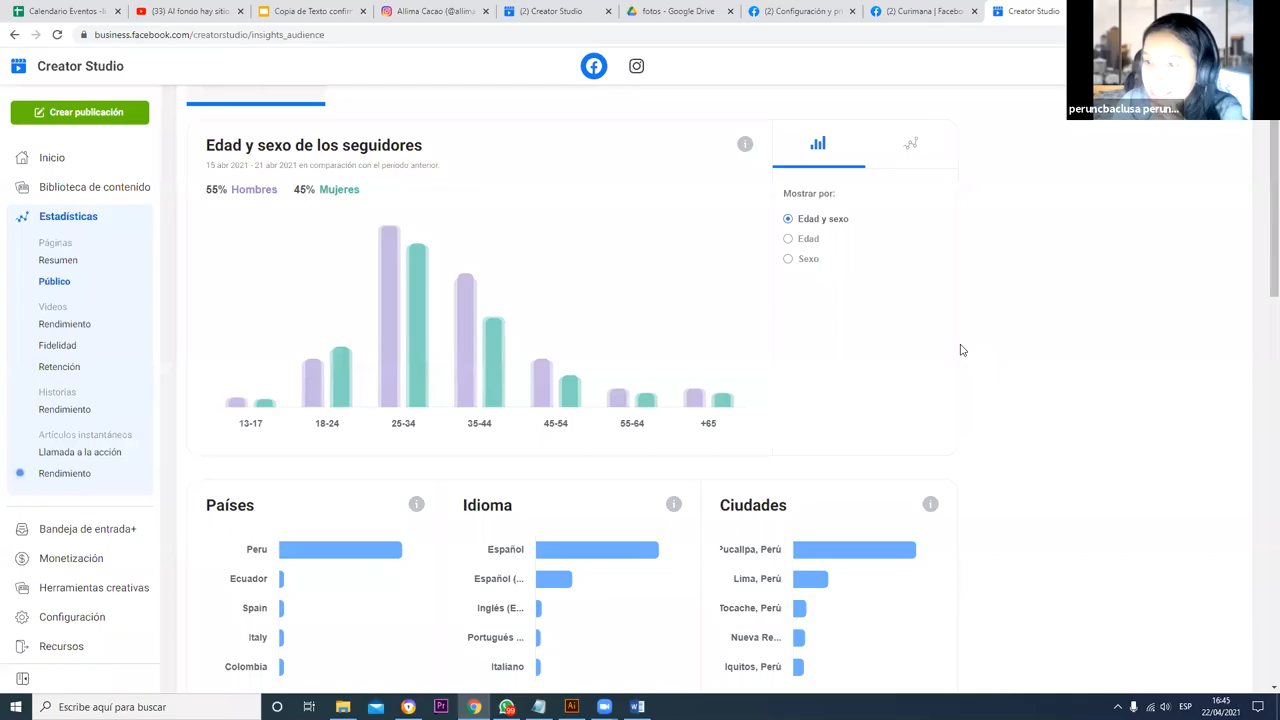 Calendario Eventos -li
(33) Al fondo hay sitio
Copia de Texto confirm
Allima Cacao (@allima
(2) Creator Studio
fotos - Google Drive
(2) Configuración y pri
(2) Curimana | Facebo
Creator Studio
business.facebook.com/creatorstudio/insights_audience
peruncbaclusa perun...
Creator Studio
Crear publicación
Inicio
Biblioteca de contenido
Estadísticas
Páginas
Resumen
Público
Videos
Rendimiento
Fidelidad
Retención
Historias
Rendimiento
Artículos instantáneos
Llamada a la acción
Rendimiento
Bandeja de entrada+
Monetización
Herramientas creativas
Configuración
Recursos
Edad y sexo de los seguidores
15 abr 2021 - 21 abr 2021 en comparación con el período anterior.
55% Hombres 45% Mujeres
13-17 18-24 25-34 35-44 45-54 55-64 +65
Mostrar por:
Edad y sexo
Edad
Sexo
Países
Peru
Ecuador
Spain
Italy
Colombia
Idioma
Español
Español (...
Inglés (E...
Portugués ...
Italiano
Ciudades
Pucallpa, Perú
Lima, Perú
Tocache, Perú
Nueva Re...
Iquitos, Perú
Escribe aquí para buscar
99
ESP
16:45
22/04/2021